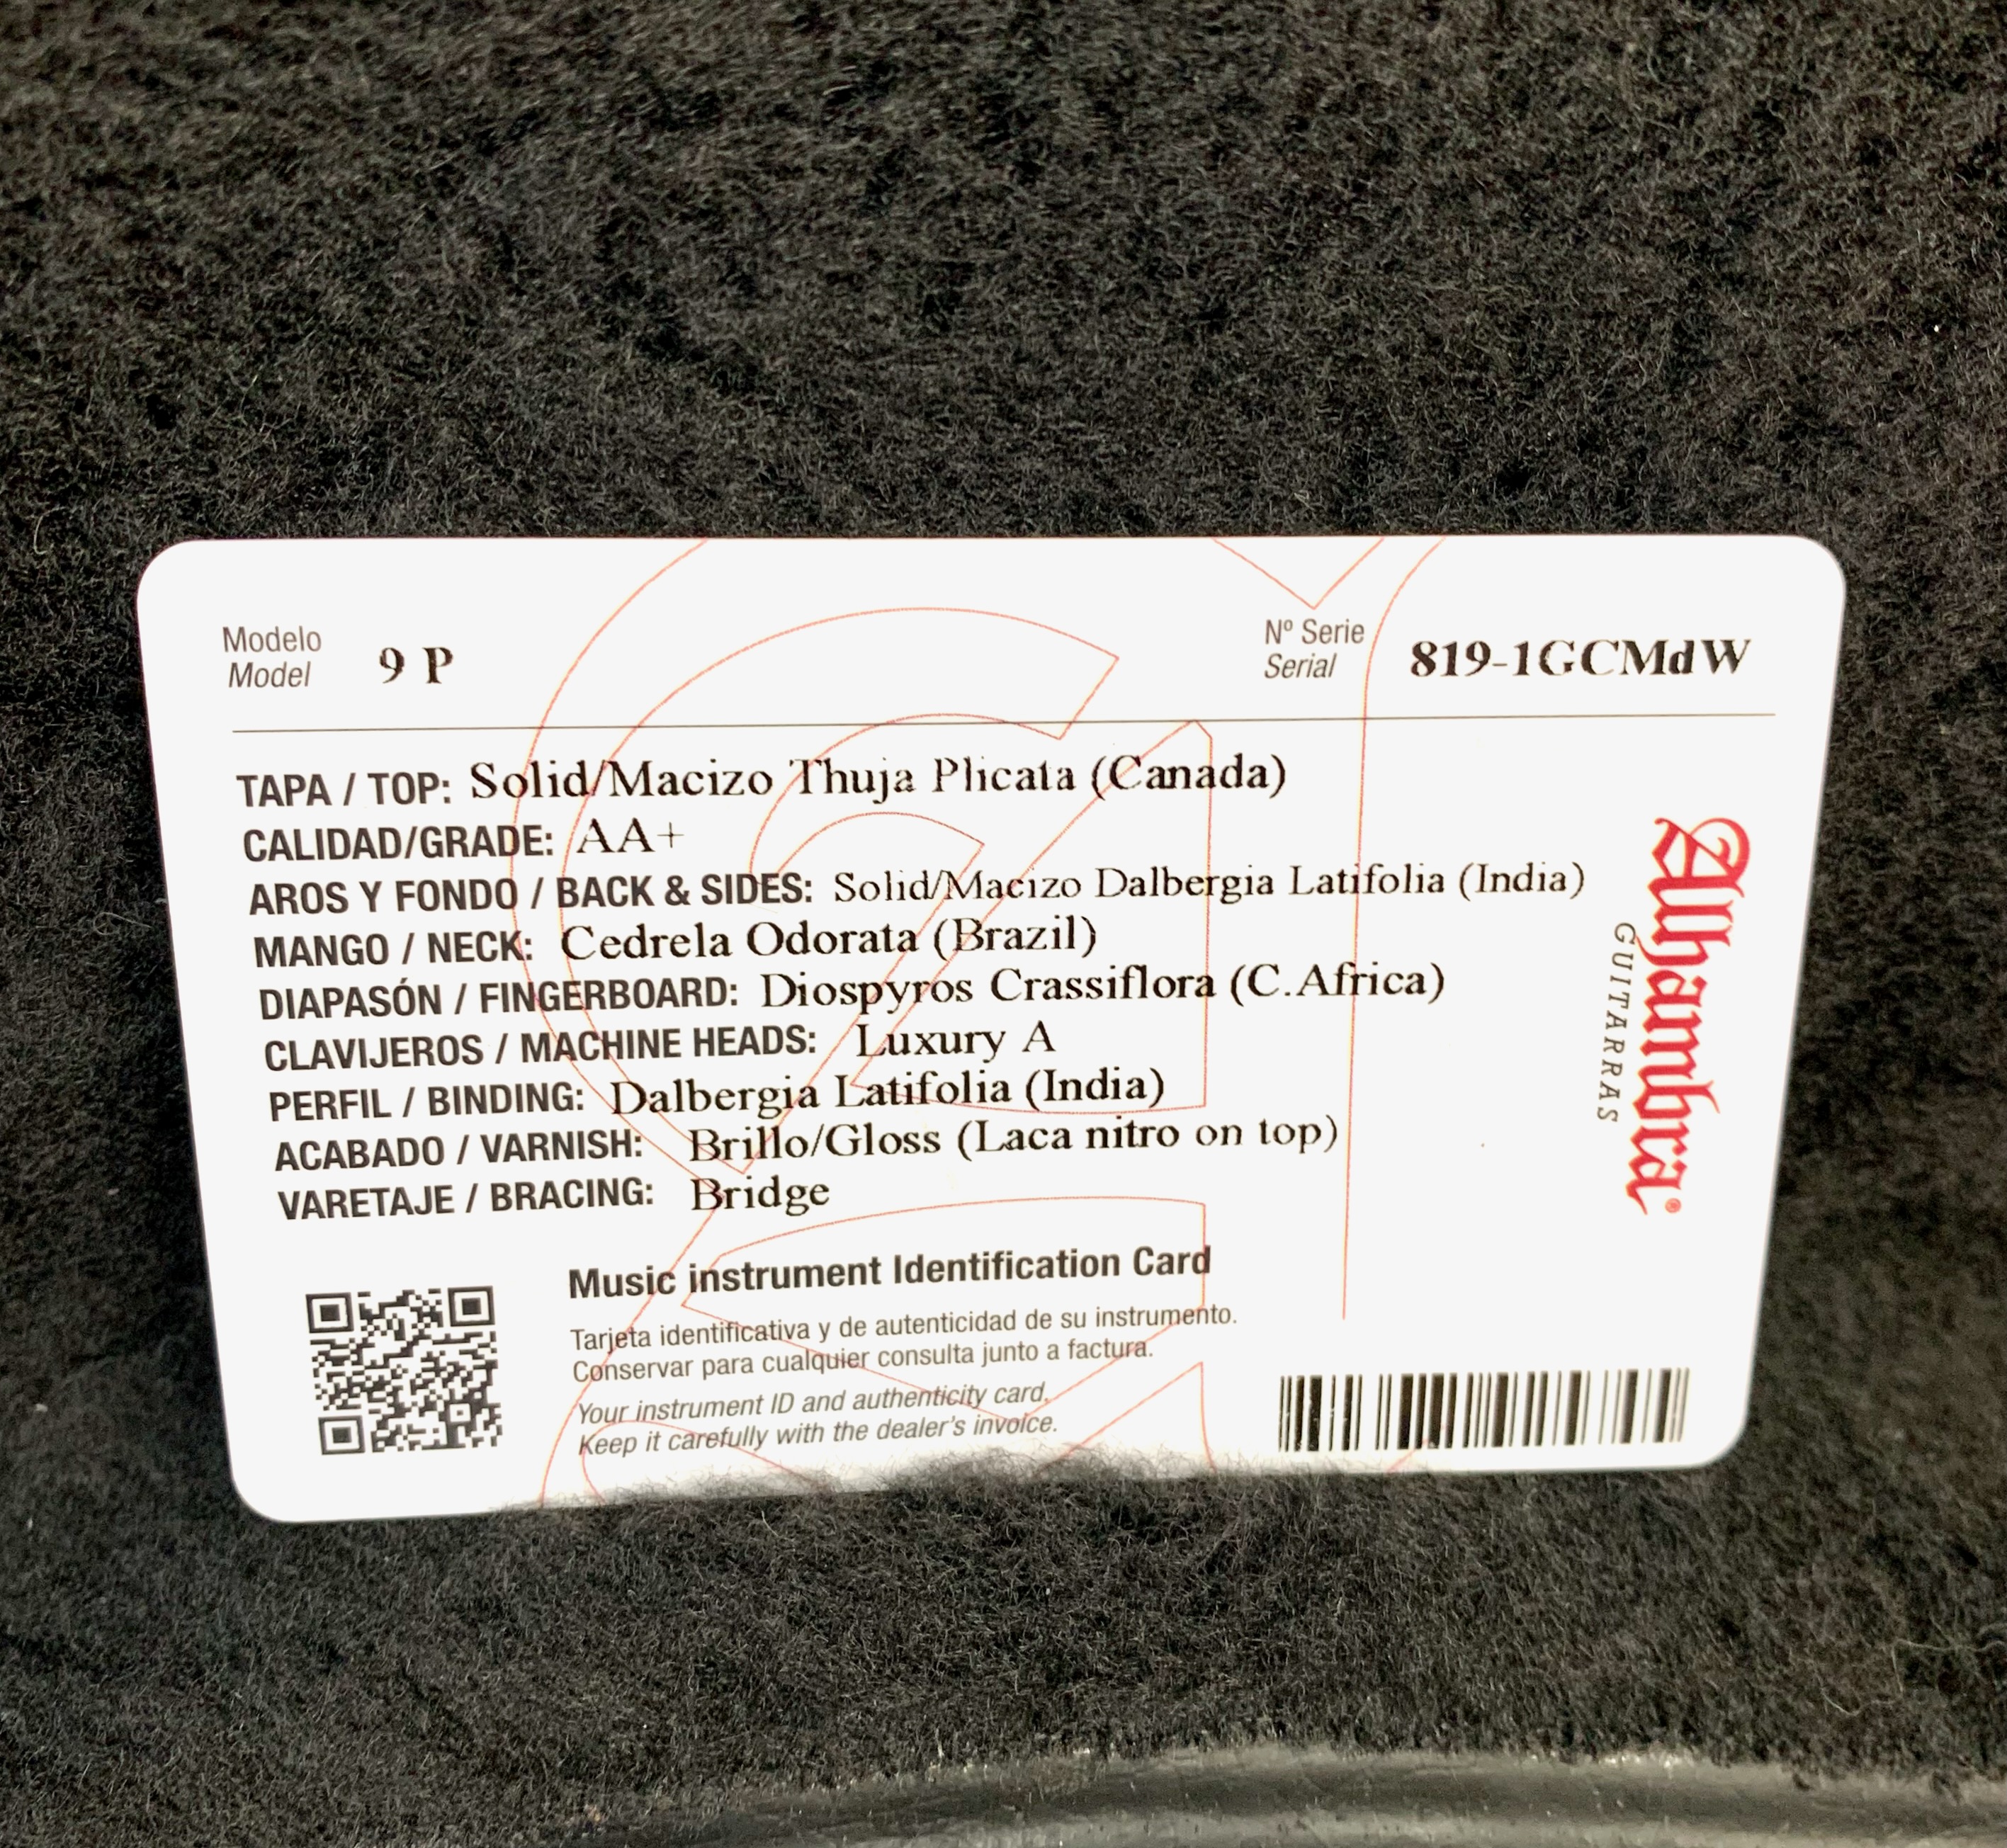 Modelo
Model 9 P
Nº Serie
Serial 819-1GCMdW
TAPA / TOP: Solid/Macizo Thuja Plicata (Canada)
CALIDAD/GRADE: AA+
AROS Y FONDO / BACK & SIDES: Solid/Macizo Dalbergia Latifolia (India)
MANGO / NECK: Cedrela Odorata (Brazil)
DIAPASÓN / FINGERBOARD: Diospyros Crassiflora (C.Africa)
CLAVIJEROS / MACHINE HEADS: Luxury A
PERFIL / BINDING: Dalbergia Latifolia (India)
ACABADO / VARNISH: Brillo/Gloss (Laca nitro on top)
VARETAJE / BRACING: Bridge
Alhambra®
GUITARRAS
Music instrument Identification Card
Tarjeta identificativa y de autenticidad de su instrumento.
Conservar para cualquier consulta junto a factura.
Your instrument ID and authenticity card.
Keep it carefully with the dealer's invoice.